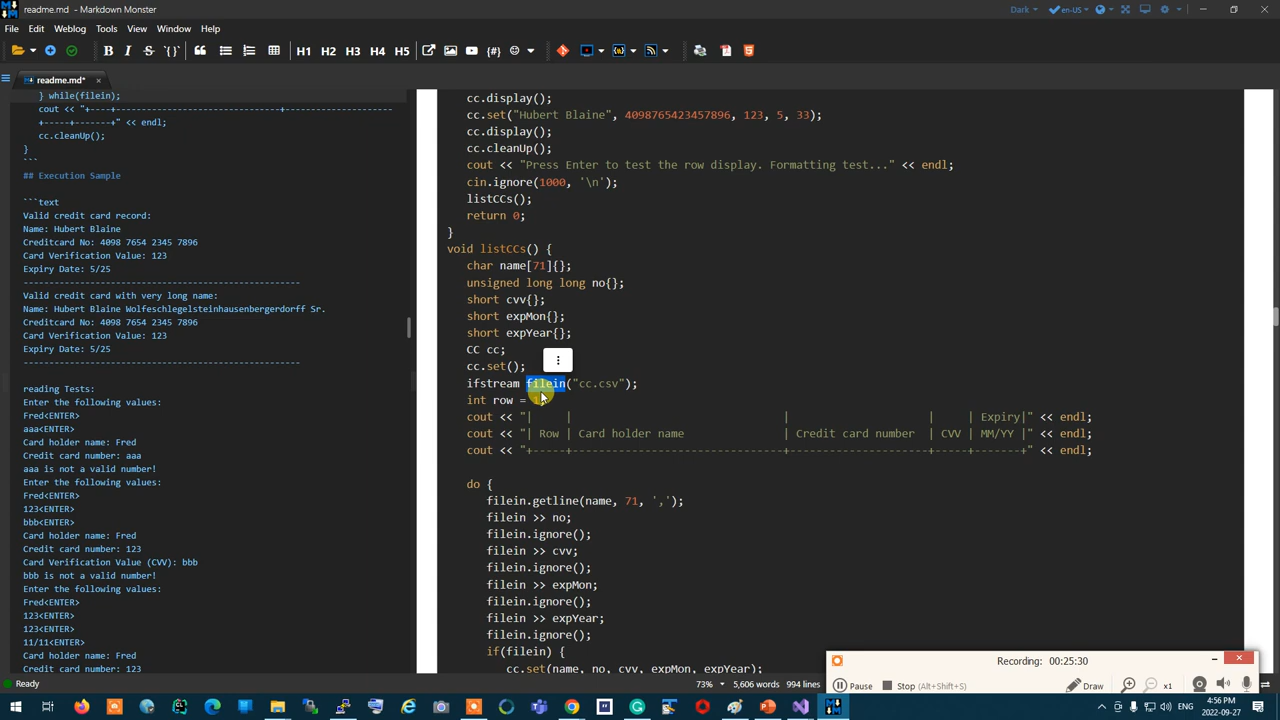 readme.md - Markdown Monster
Dark
en-US
File Edit Weblog Tools View Window Help
B I S H1 H2 H3 H4 H5
readme.md*
} while(filein);
cout << "+----+------------------------------+--------------------
+-----+-------+" << endl;
cc.cleanUp();
}
```
## Execution Sample
```text
Valid credit card record:
Name: Hubert Blaine
Creditcard No: 4098 7654 2345 7896
Card Verification Value: 123
Expiry Date: 5/25
--------------------------------------------------
Valid credit card with very long name:
Name: Hubert Blaine Wolfeschlegelsteinhausenbergerdorff Sr.
Creditcard No: 4098 7654 2345 7896
Card Verification Value: 123
Expiry Date: 5/25
--------------------------------------------------
reading Tests:
Enter the following values:
Fred<ENTER>
aaa<ENTER>
Card holder name: Fred
Credit card number: aaa
aaa is not a valid number!
Enter the following values:
Fred<ENTER>
123<ENTER>
bbb<ENTER>
Card holder name: Fred
Credit card number: 123
Card Verification Value (CVV): bbb
bbb is not a valid number!
Enter the following values:
Fred<ENTER>
123<ENTER>
123<ENTER>
11/11<ENTER>
Card holder name: Fred
Credit card number: 123
cc.display();
cc.set("Hubert Blaine", 4098765423457896, 123, 5, 33);
cc.display();
cc.cleanUp();
cout << "Press Enter to test the row display. Formatting test..." << endl;
cin.ignore(1000, '\n');
listCCs();
return 0;
}
void listCCs() {
char name[71]{};
unsigned long long no{};
short cvv{};
short expMon{};
short expYear{};
CC cc;
cc.set();
ifstream filein("cc.csv");
int row =
cout << "|     |                                |                     |     | Expiry|" << endl;
cout << "| Row | Card holder name               | Credit card number  | CVV | MM/YY |" << endl;
cout << "+-----+--------------------------------+---------------------+-----+-------+" << endl;
do {
filein.getline(name, 71, ',');
filein >> no;
filein.ignore();
filein >> cvv;
filein.ignore();
filein >> expMon;
filein.ignore();
filein >> expYear;
filein.ignore();
if(filein) {
cc.set(name, no, cvv, expMon, expYear);
Recording: 00:25:30
Pause Stop (Alt+Shift+S) Draw x1
Ready 73% 5,606 words 994 lines
4:56 PM
2022-09-27